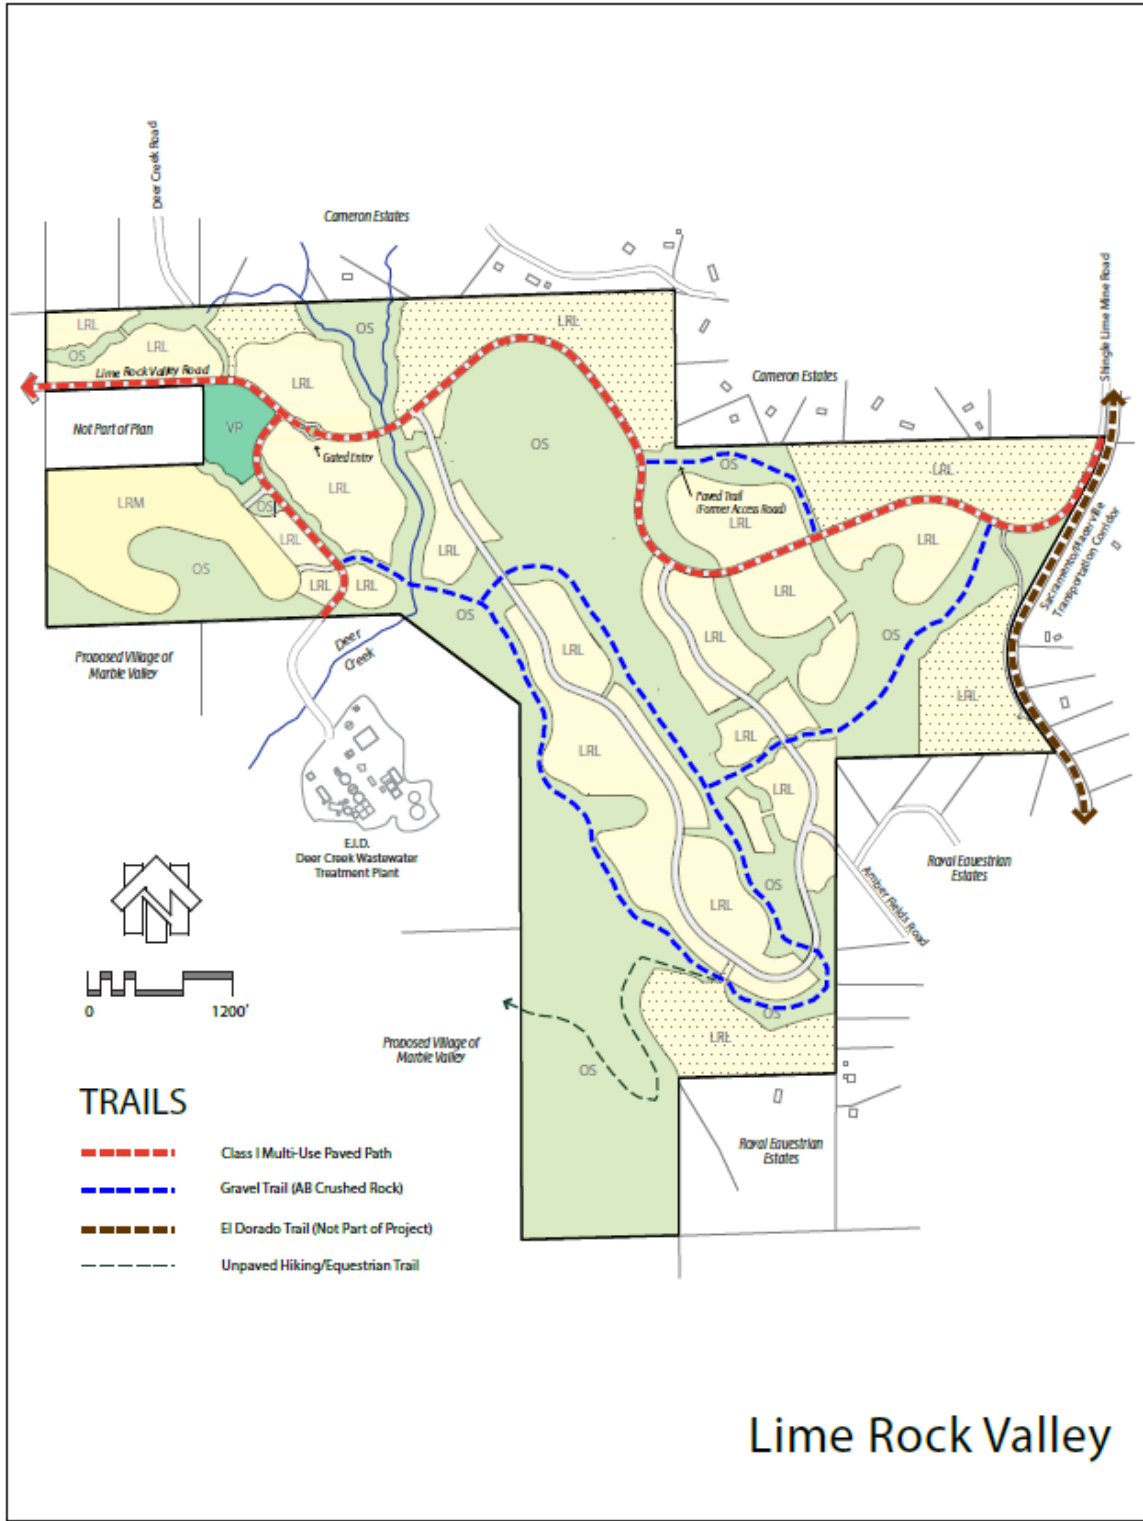 Deer Creek Road
Cameron Estates
Shingle Lime Mine Road
LRL
OS
LRL
OS
LRL
LRL
Lime Rock Valley Road
LRL
Cameron Estates
Not Part of Plan
VP
Gated Entry
OS
OS
LRL
LRL
Paved Trail
(Former Access Road)
LRL
LRM
OS
LRL
LRL
LRL
Sacramento/Placerville
Transportation Corridor
OS
LRL
LRL
LRL
LRL
OS
LRL
OS
Deer
Creek
Proposed Village of
Marble Valley
LRL
LRL
LRL
LRL
LRL
E.I.D.
Deer Creek Wastewater
Treatment Plant
Royal Equestrian
Estates
OS
Amber Fields Road
LRL
0
1200'
OS
LRL
Proposed Village of
Marble Valley
OS
TRAILS
Royal Equestrian
Estates
Class I Multi-Use Paved Path
Gravel Trail (AB Crushed Rock)
El Dorado Trail (Not Part of Project)
Unpaved Hiking/Equestrian Trail
Lime Rock Valley